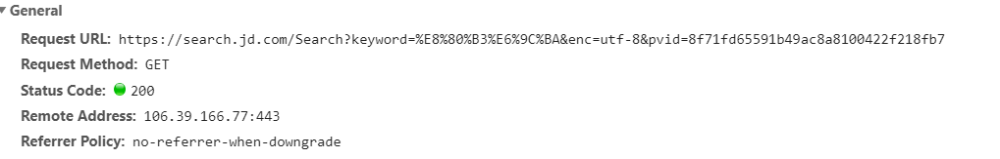 General
Request URL: https://search.jd.com/Search?keyword=%E8%80%B3%E6%9C%BA&enc=utf-8&pvid=8f71fd65591b49ac8a8100422f218fb7
Request Method: GET
Status Code: 200
Remote Address: 106.39.166.77:443
Referrer Policy: no-referrer-when-downgrade